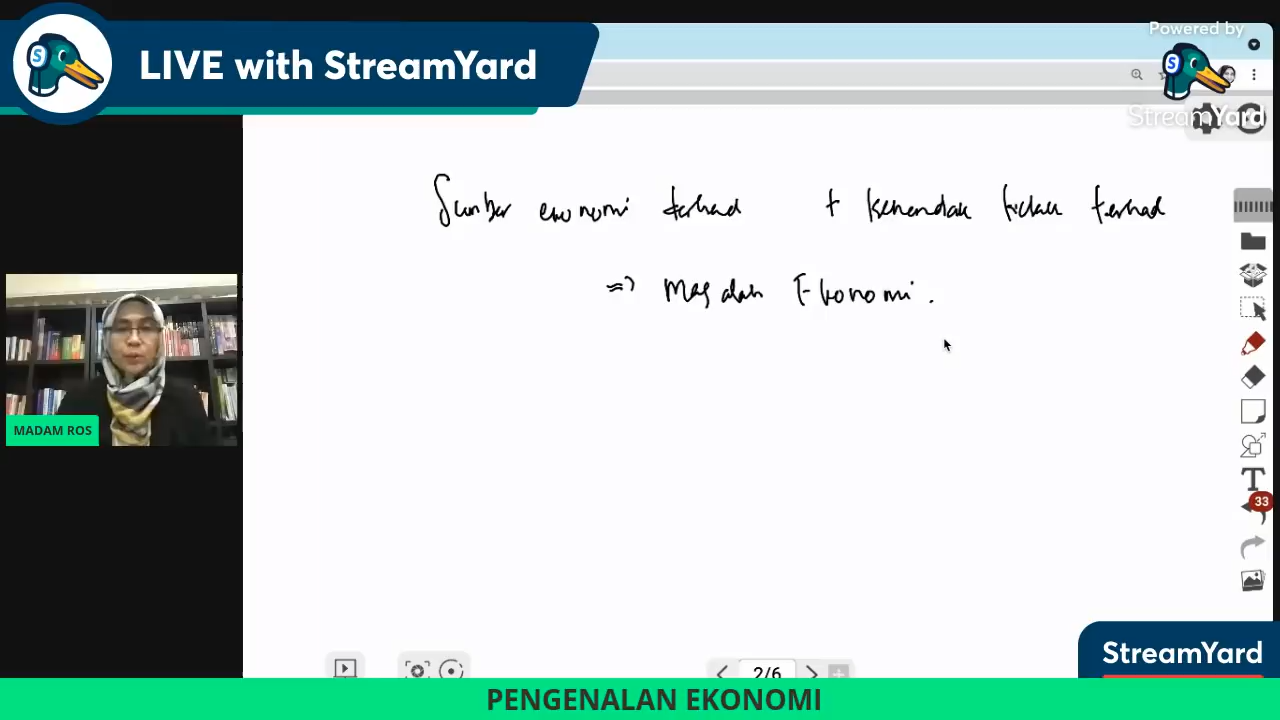 Powered by
LIVE with StreamYard
StreamYard
Sumber ekonomi terhad + kehendak tidak terhad
⇒ Masalah Ekonomi.
MADAM ROS
T
33
2/6
StreamYard
PENGENALAN EKONOMI